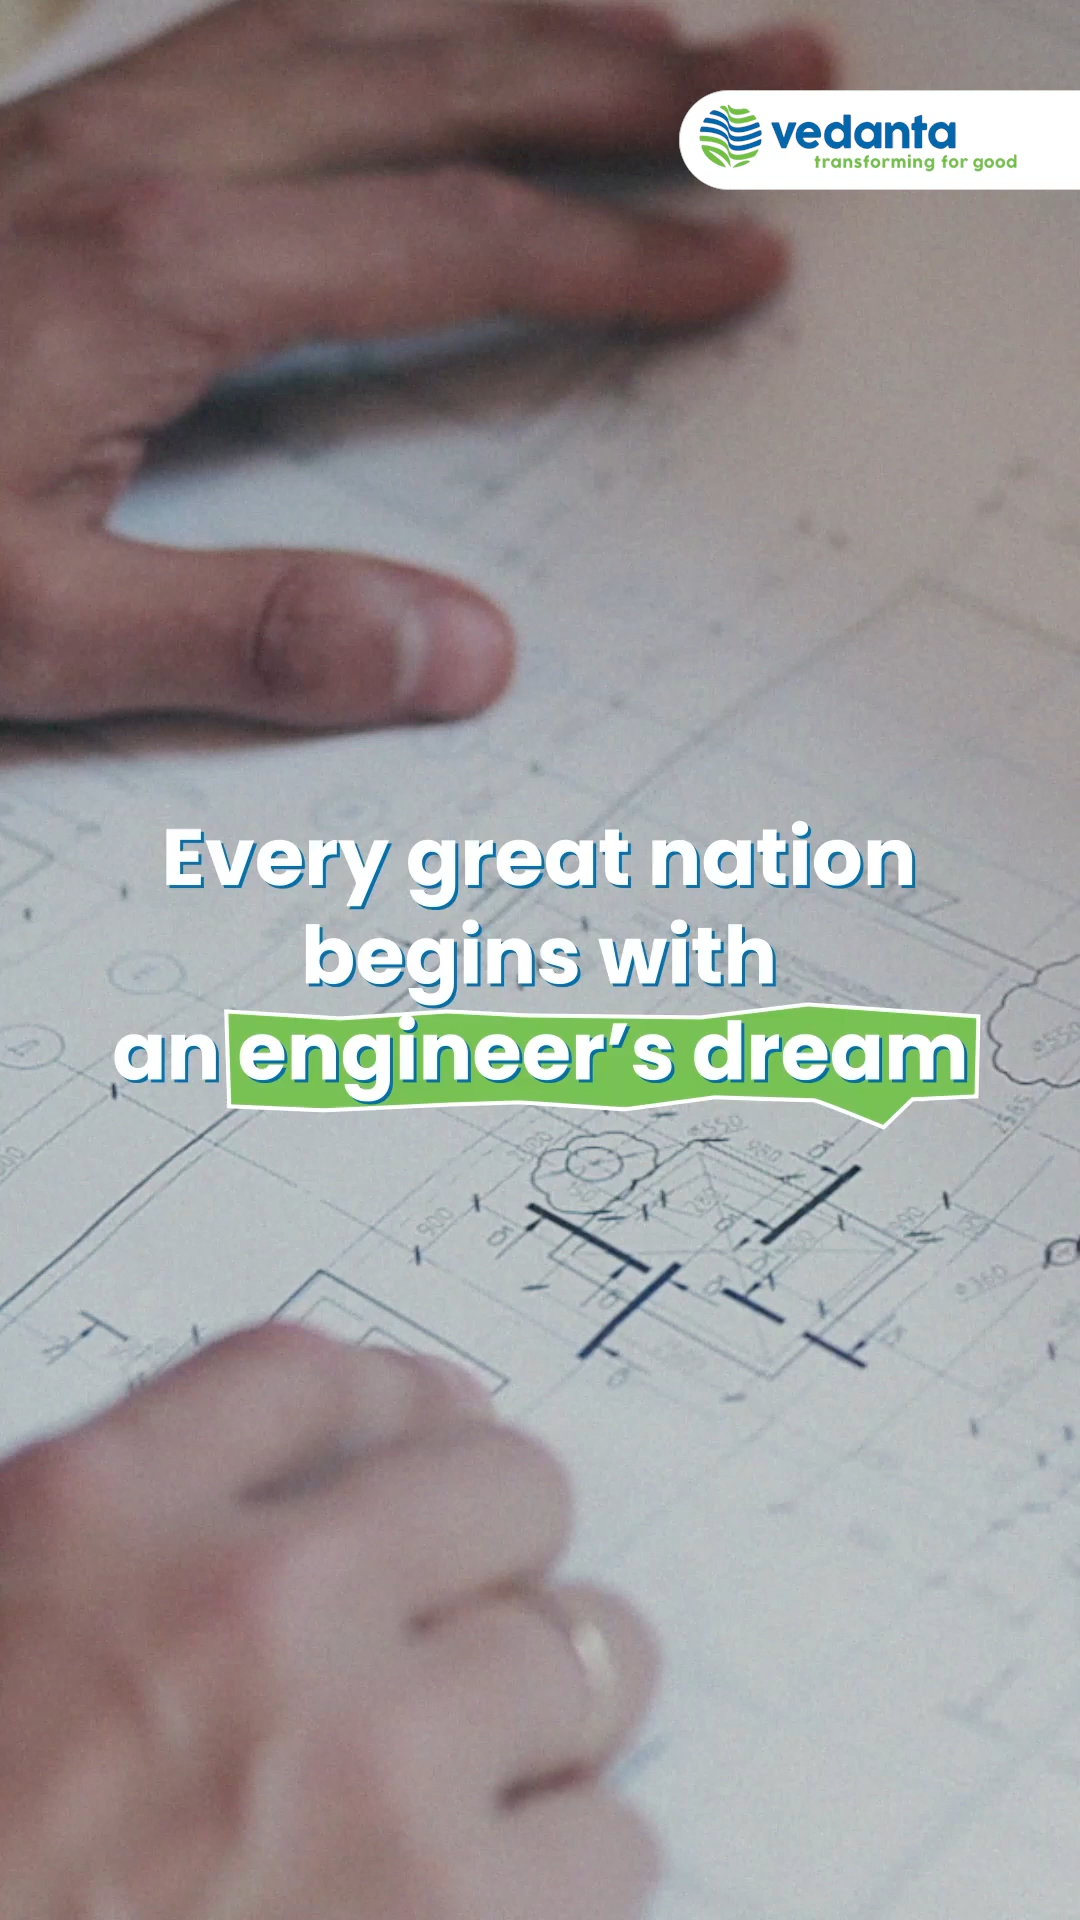 vedanta
transforming for good
Every great nation
begins with
an engineer’s dream